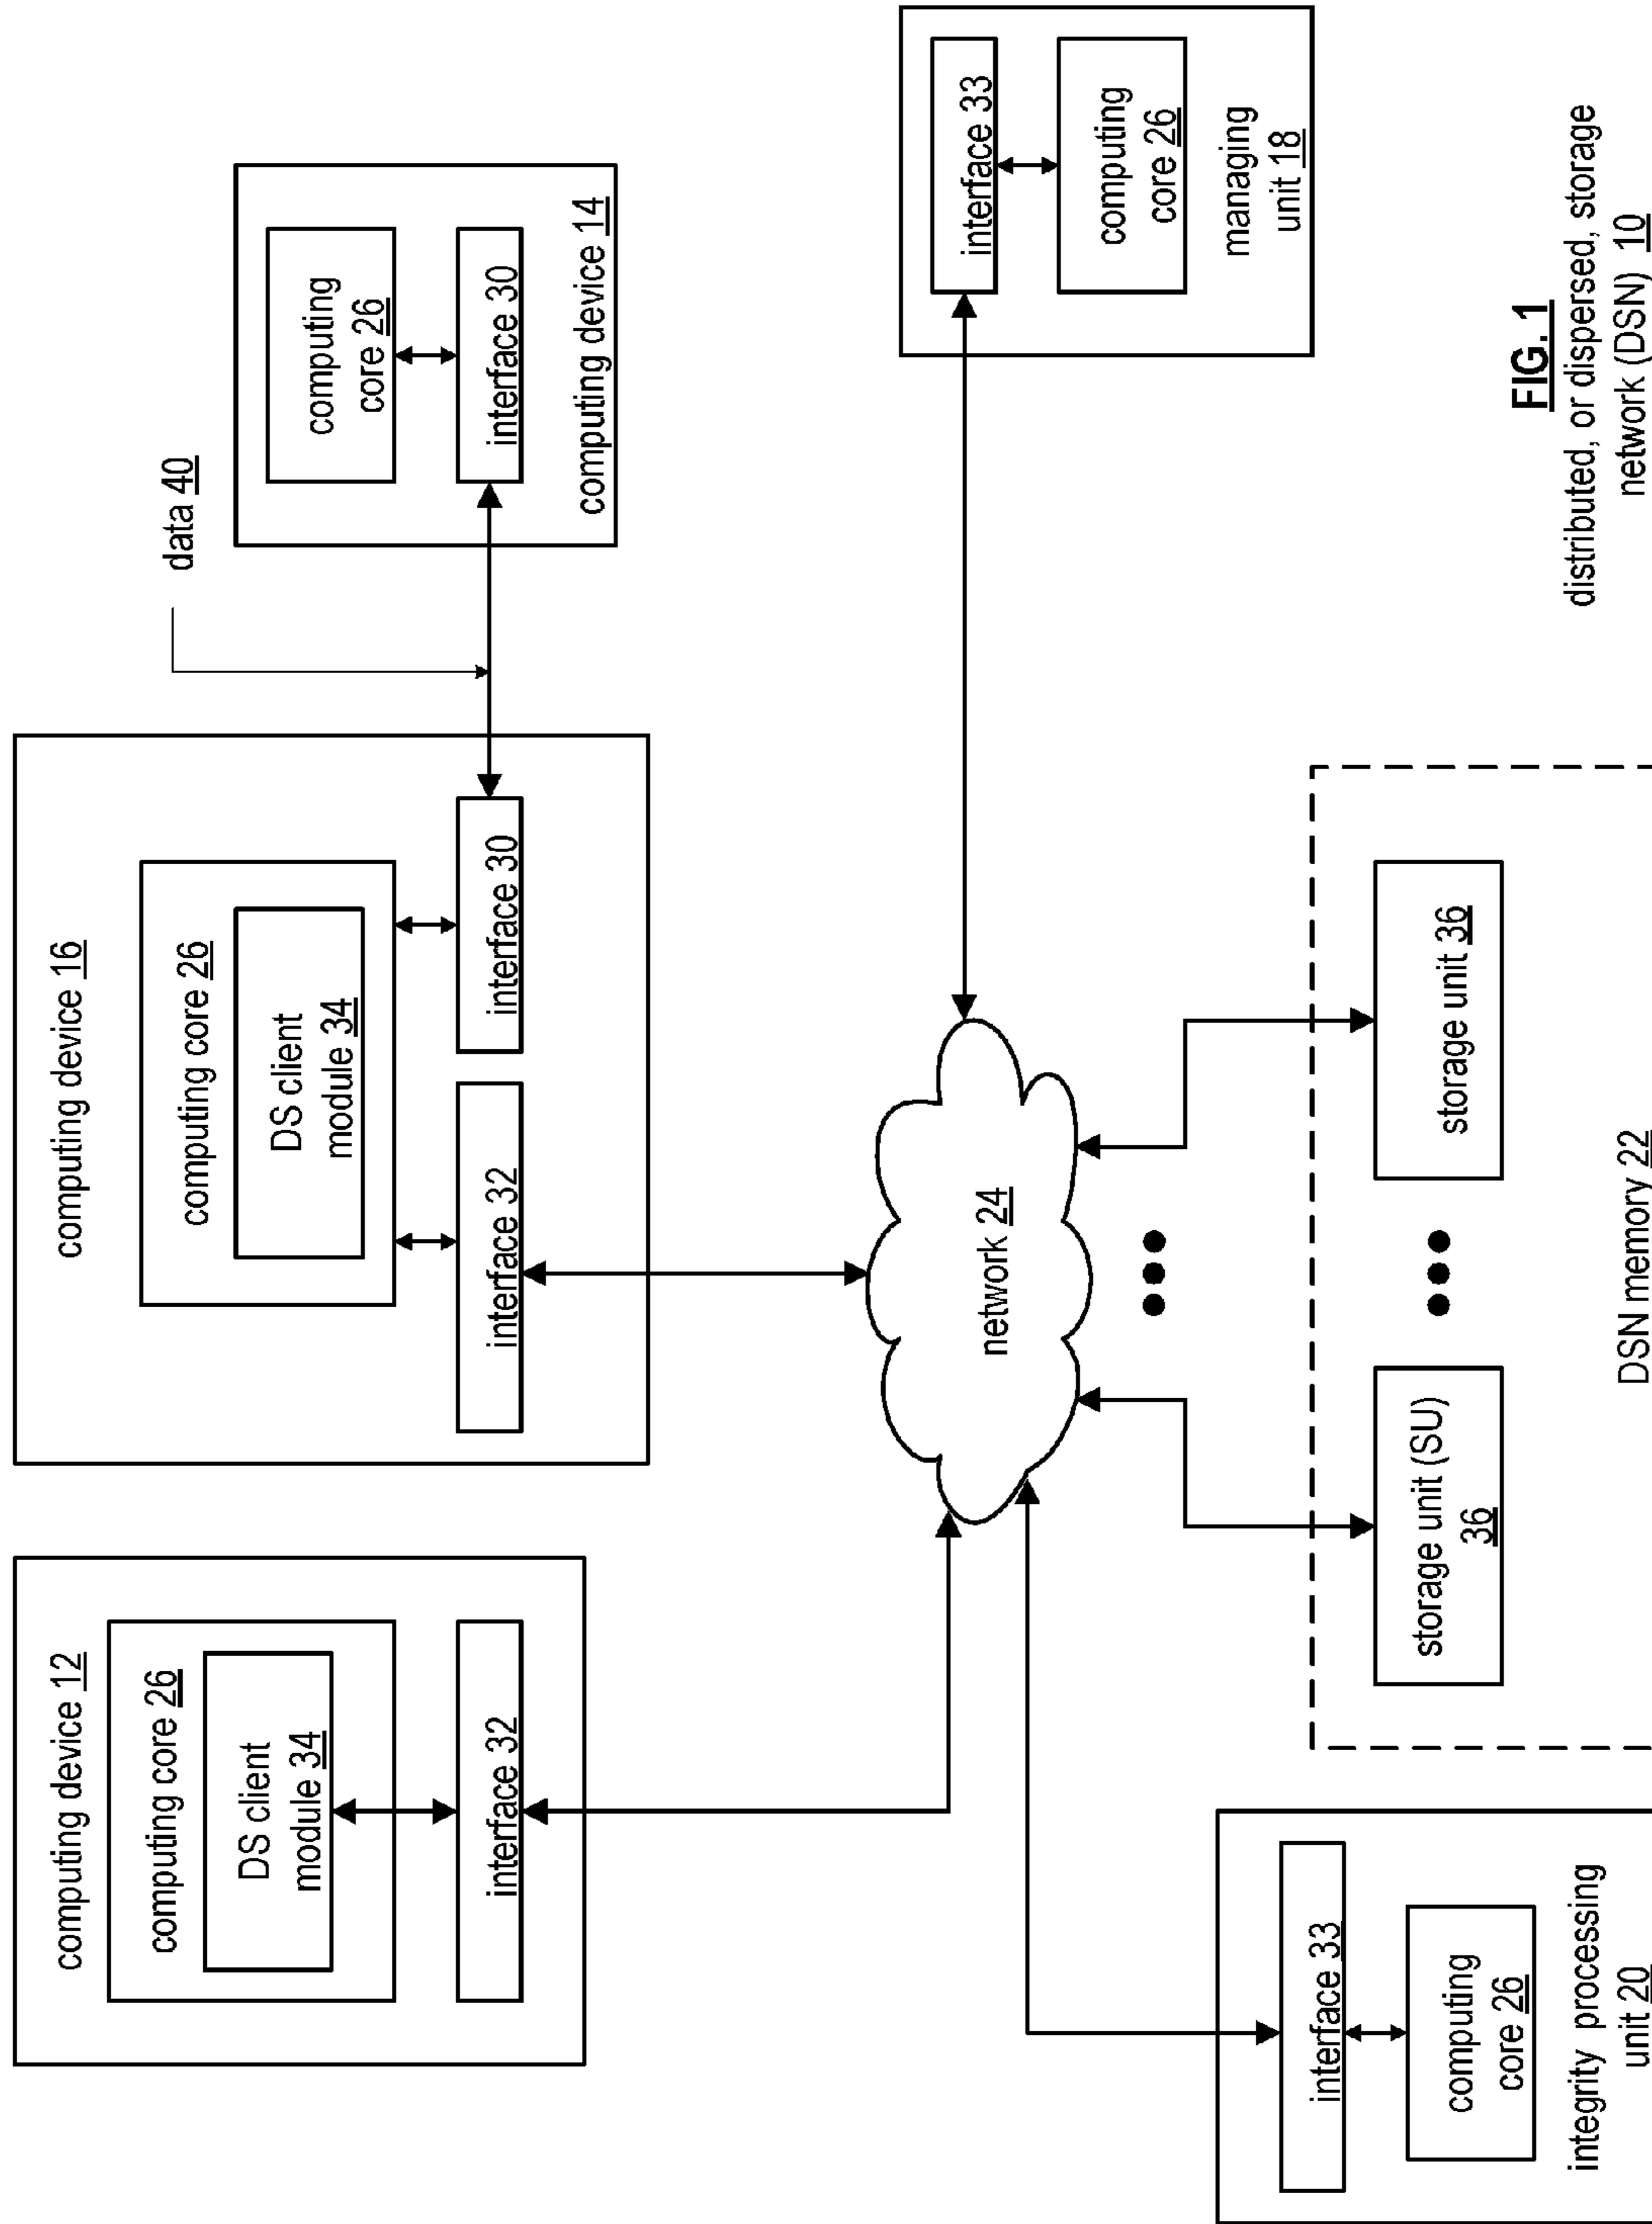 computing device 12
computing core 26
DS client
module 34
interface 32
computing device 16
computing core 26
DS client
module 34
interface 32
interface 30
data 40
computing
core 26
interface 30
computing device 14
network 24
interface 33
computing
core 26
managing
unit 18
interface 33
computing
core 26
integrity processing
unit 20
storage unit (SU)
36
storage unit 36
DSN memory 22
FIG. 1
distributed, or dispersed, storage
network (DSN) 10